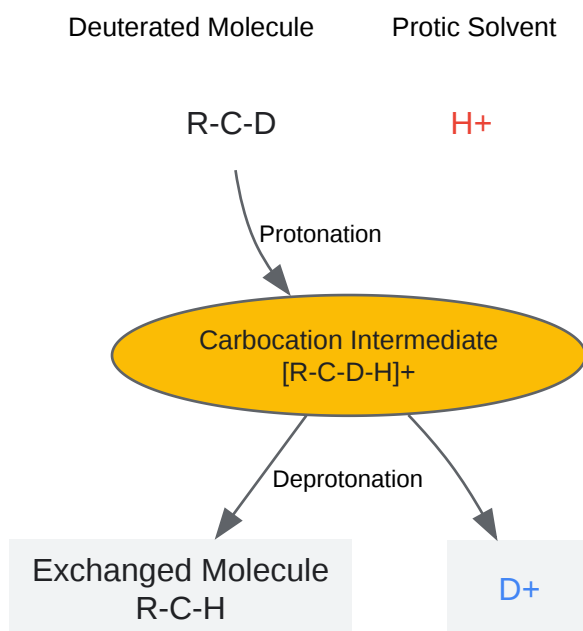 Deuterated Molecule
Protic Solvent
R-C-D
H+
Protonation
Carbocation Intermediate
[R-C-D-H]+
Deprotonation
Exchanged Molecule
R-C-H
D+